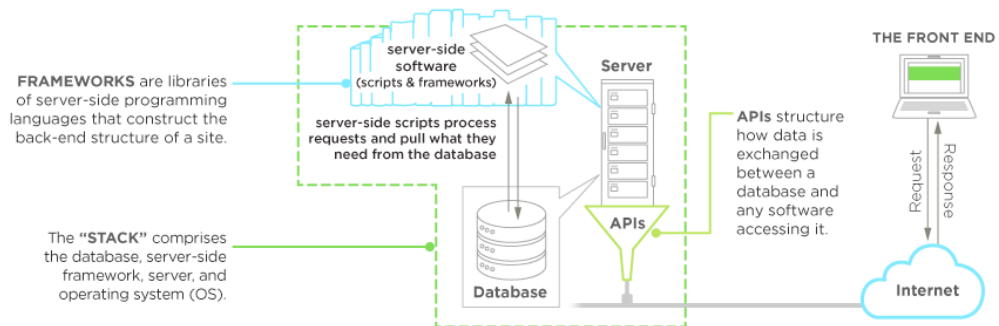 FRAMEWORKS are libraries
of server-side programming
languages that construct the
back-end structure of a site.
The “STACK” comprises
the database, server-side
framework, server, and
operating system (OS).
server-side
software
(scripts & frameworks)
server-side scripts process
requests and pull what they
need from the database
Database
Server
APIs
APIs structure
how data is
exchanged
between a
database and
any software
accessing it.
THE FRONT END
Request
Response
Internet